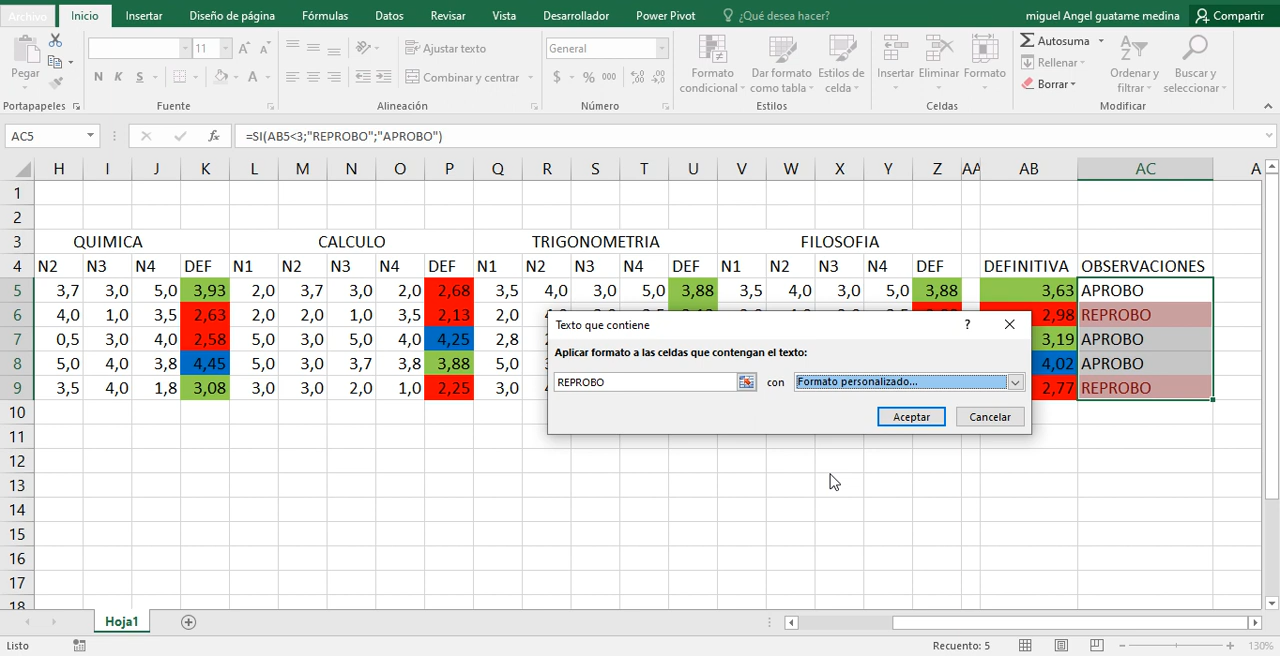 Archivo Inicio Insertar Diseño de página Fórmulas Datos Revisar Vista Desarrollador Power Pivot ¿Qué desea hacer? miguel Angel guatame medina Compartir
Pegar
Portapapeles
11
N K S
Fuente
Ajustar texto
Combinar y centrar
Alineación
General
$ % 000
Número
Formato condicional
Dar formato como tabla
Estilos de celda
Estilos
Insertar Eliminar Formato
Celdas
Autosuma
Rellenar
Borrar
Ordenar y filtrar
Buscar y seleccionar
Modificar
AC5 fx =SI(AB5<3;"REPROBO";"APROBO")
H I J K L M N O P Q R S T U V W X Y Z AA AB AC A
1
2
3 QUIMICA CALCULO TRIGONOMETRIA FILOSOFIA
4 N2 N3 N4 DEF N1 N2 N3 N4 DEF N1 N2 N3 N4 DEF N1 N2 N3 N4 DEF DEFINITIVA OBSERVACIONES
5 3,7 3,0 5,0 3,93 2,0 3,7 3,0 2,0 2,68 3,5 4,0 3,0 5,0 3,88 3,5 4,0 3,0 5,0 3,88 3,63 APROBO
6 4,0 1,0 3,5 2,63 2,0 2,0 1,0 3,5 2,13 2,0 2,98 REPROBO
7 0,5 3,0 4,0 2,58 5,0 3,0 5,0 4,0 4,25 2,8 3,19 APROBO
8 5,0 4,0 3,8 4,45 5,0 3,0 3,7 3,8 3,88 5,0 4,02 APROBO
9 3,5 4,0 1,8 3,08 3,0 3,0 2,0 1,0 2,25 3,0 2,77 REPROBO
10
11
12
13
14
15
16
17
18
Texto que contiene ?
Aplicar formato a las celdas que contengan el texto:
REPROBO con Formato personalizado...
Aceptar Cancelar
Hoja1
Listo Recuento: 5 130%